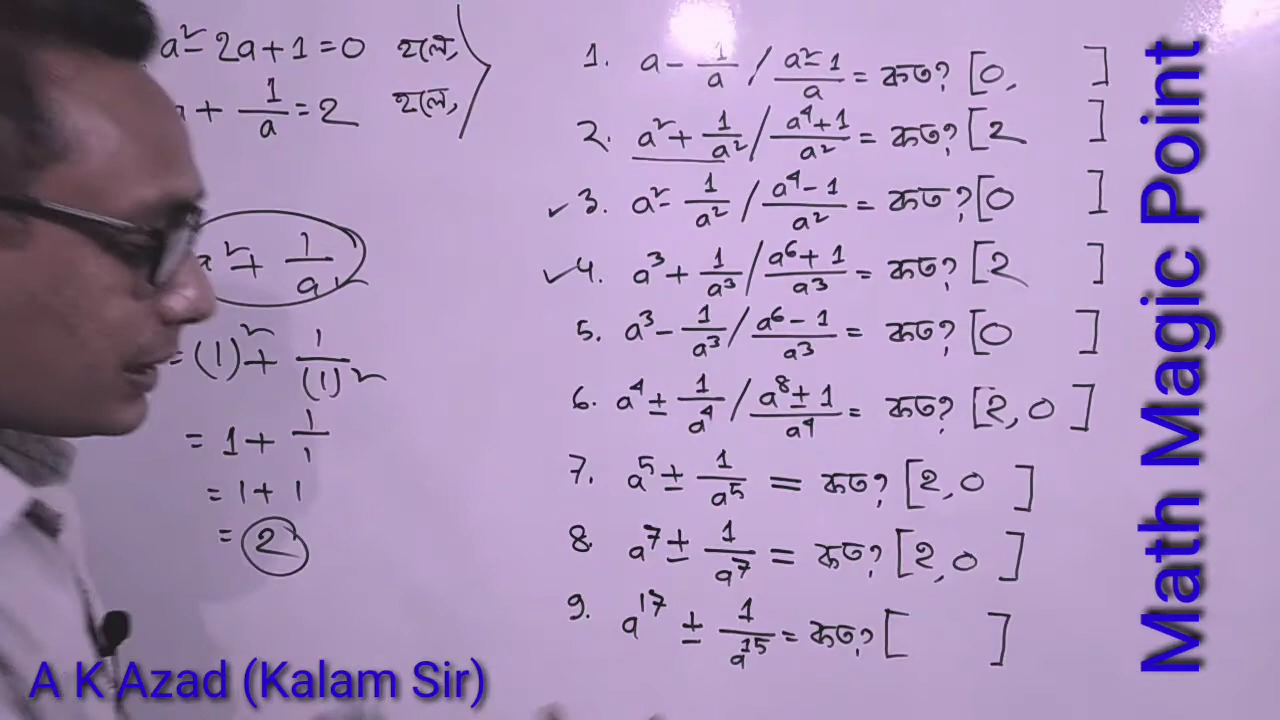 a² - 2a + 1 = 0 হলে,
+ 1/a = 2 হলে,
a² + 1/a²
= (1)² + 1/(1)²
= 1 + 1/1
= 1 + 1
= 2
1. a - 1/a / a² - 1/a = কত? [0, ]
2. a² + 1/a² / a⁴+1/a² = কত? [2 ]
✓ 3. a² - 1/a² / a⁴-1/a² = কত? [0 ]
✓ 4. a³ + 1/a³ / a⁶+1/a³ = কত? [2 ]
5. a³ - 1/a³ / a⁶-1/a³ = কত? [0 ]
6. a⁴ ± 1/a⁴ / a⁸±1/a⁴ = কত? [2, 0 ]
7. a⁵ ± 1/a⁵ = কত? [2, 0 ]
8. a⁷ ± 1/a⁷ = কত? [2, 0 ]
9. a¹⁷ ± 1/a¹⁵ = কত? [ ]
Math Magic Point
A K Azad (Kalam Sir)